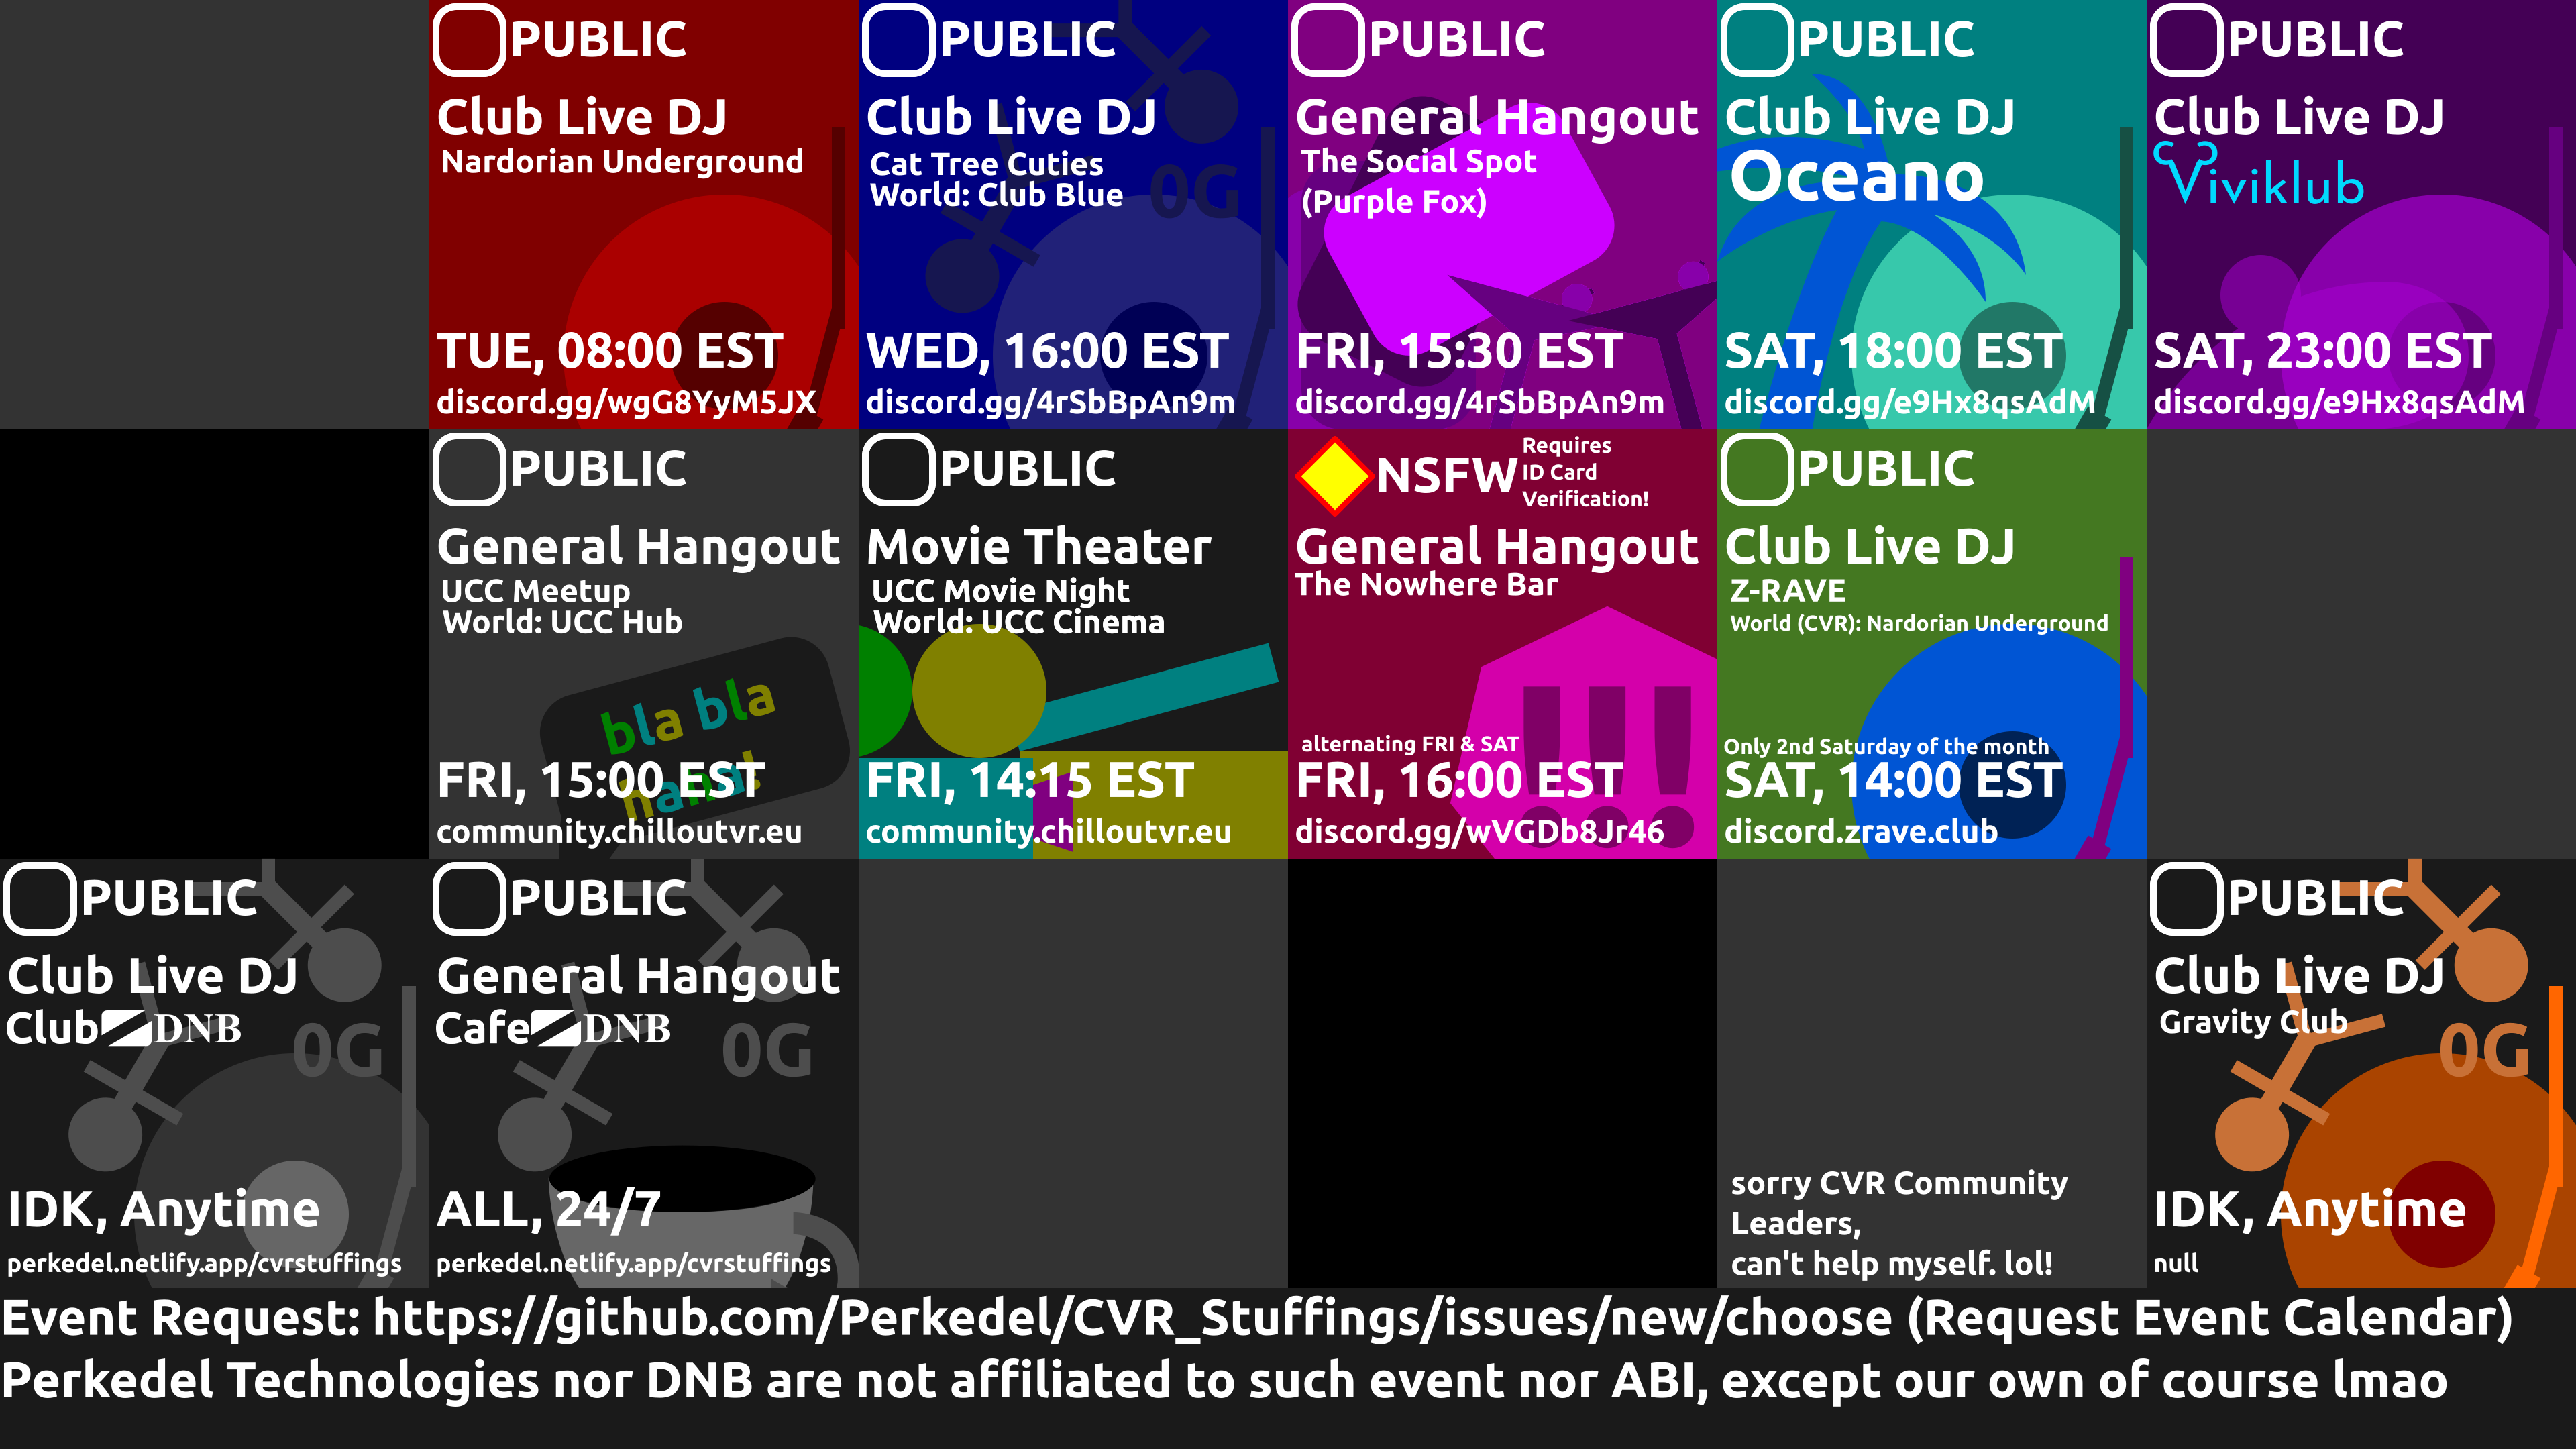 PUBLIC
Club Live DJ
Nardorian Underground
TUE, 08:00 EST
discord.gg/wgG8YyM5JX
PUBLIC
Club Live DJ
Cat Tree Cuties
World: Club Blue
0G
WED, 16:00 EST
discord.gg/4rSbBpAn9m
PUBLIC
General Hangout
The Social Spot
(Purple Fox)
FRI, 15:30 EST
discord.gg/4rSbBpAn9m
PUBLIC
Club Live DJ
Oceano
SAT, 18:00 EST
discord.gg/e9Hx8qsAdM
PUBLIC
Club Live DJ
Viviklub
SAT, 23:00 EST
discord.gg/e9Hx8qsAdM
PUBLIC
General Hangout
UCC Meetup
World: UCC Hub
bla bla
hana!
FRI, 15:00 EST
community.chilloutvr.eu
PUBLIC
Movie Theater
UCC Movie Night
World: UCC Cinema
FRI, 14:15 EST
community.chilloutvr.eu
NSFW
Requires
ID Card
Verification!
General Hangout
The Nowhere Bar
!!!
alternating FRI & SAT
FRI, 16:00 EST
discord.gg/wVGDb8Jr46
PUBLIC
Club Live DJ
Z-RAVE
World (CVR): Nardorian Underground
Only 2nd Saturday of the month
SAT, 14:00 EST
discord.zrave.club
PUBLIC
Club Live DJ
Club DNB
0G
IDK, Anytime
perkedel.netlify.app/cvrstuffings
PUBLIC
General Hangout
Cafe DNB
0G
ALL, 24/7
perkedel.netlify.app/cvrstuffings
sorry CVR Community
Leaders,
can't help myself. lol!
PUBLIC
Club Live DJ
Gravity Club
0G
IDK, Anytime
null
Event Request: https://github.com/Perkedel/CVR_Stuffings/issues/new/choose (Request Event Calendar)
Perkedel Technologies nor DNB are not affiliated to such event nor ABI, except our own of course lmao